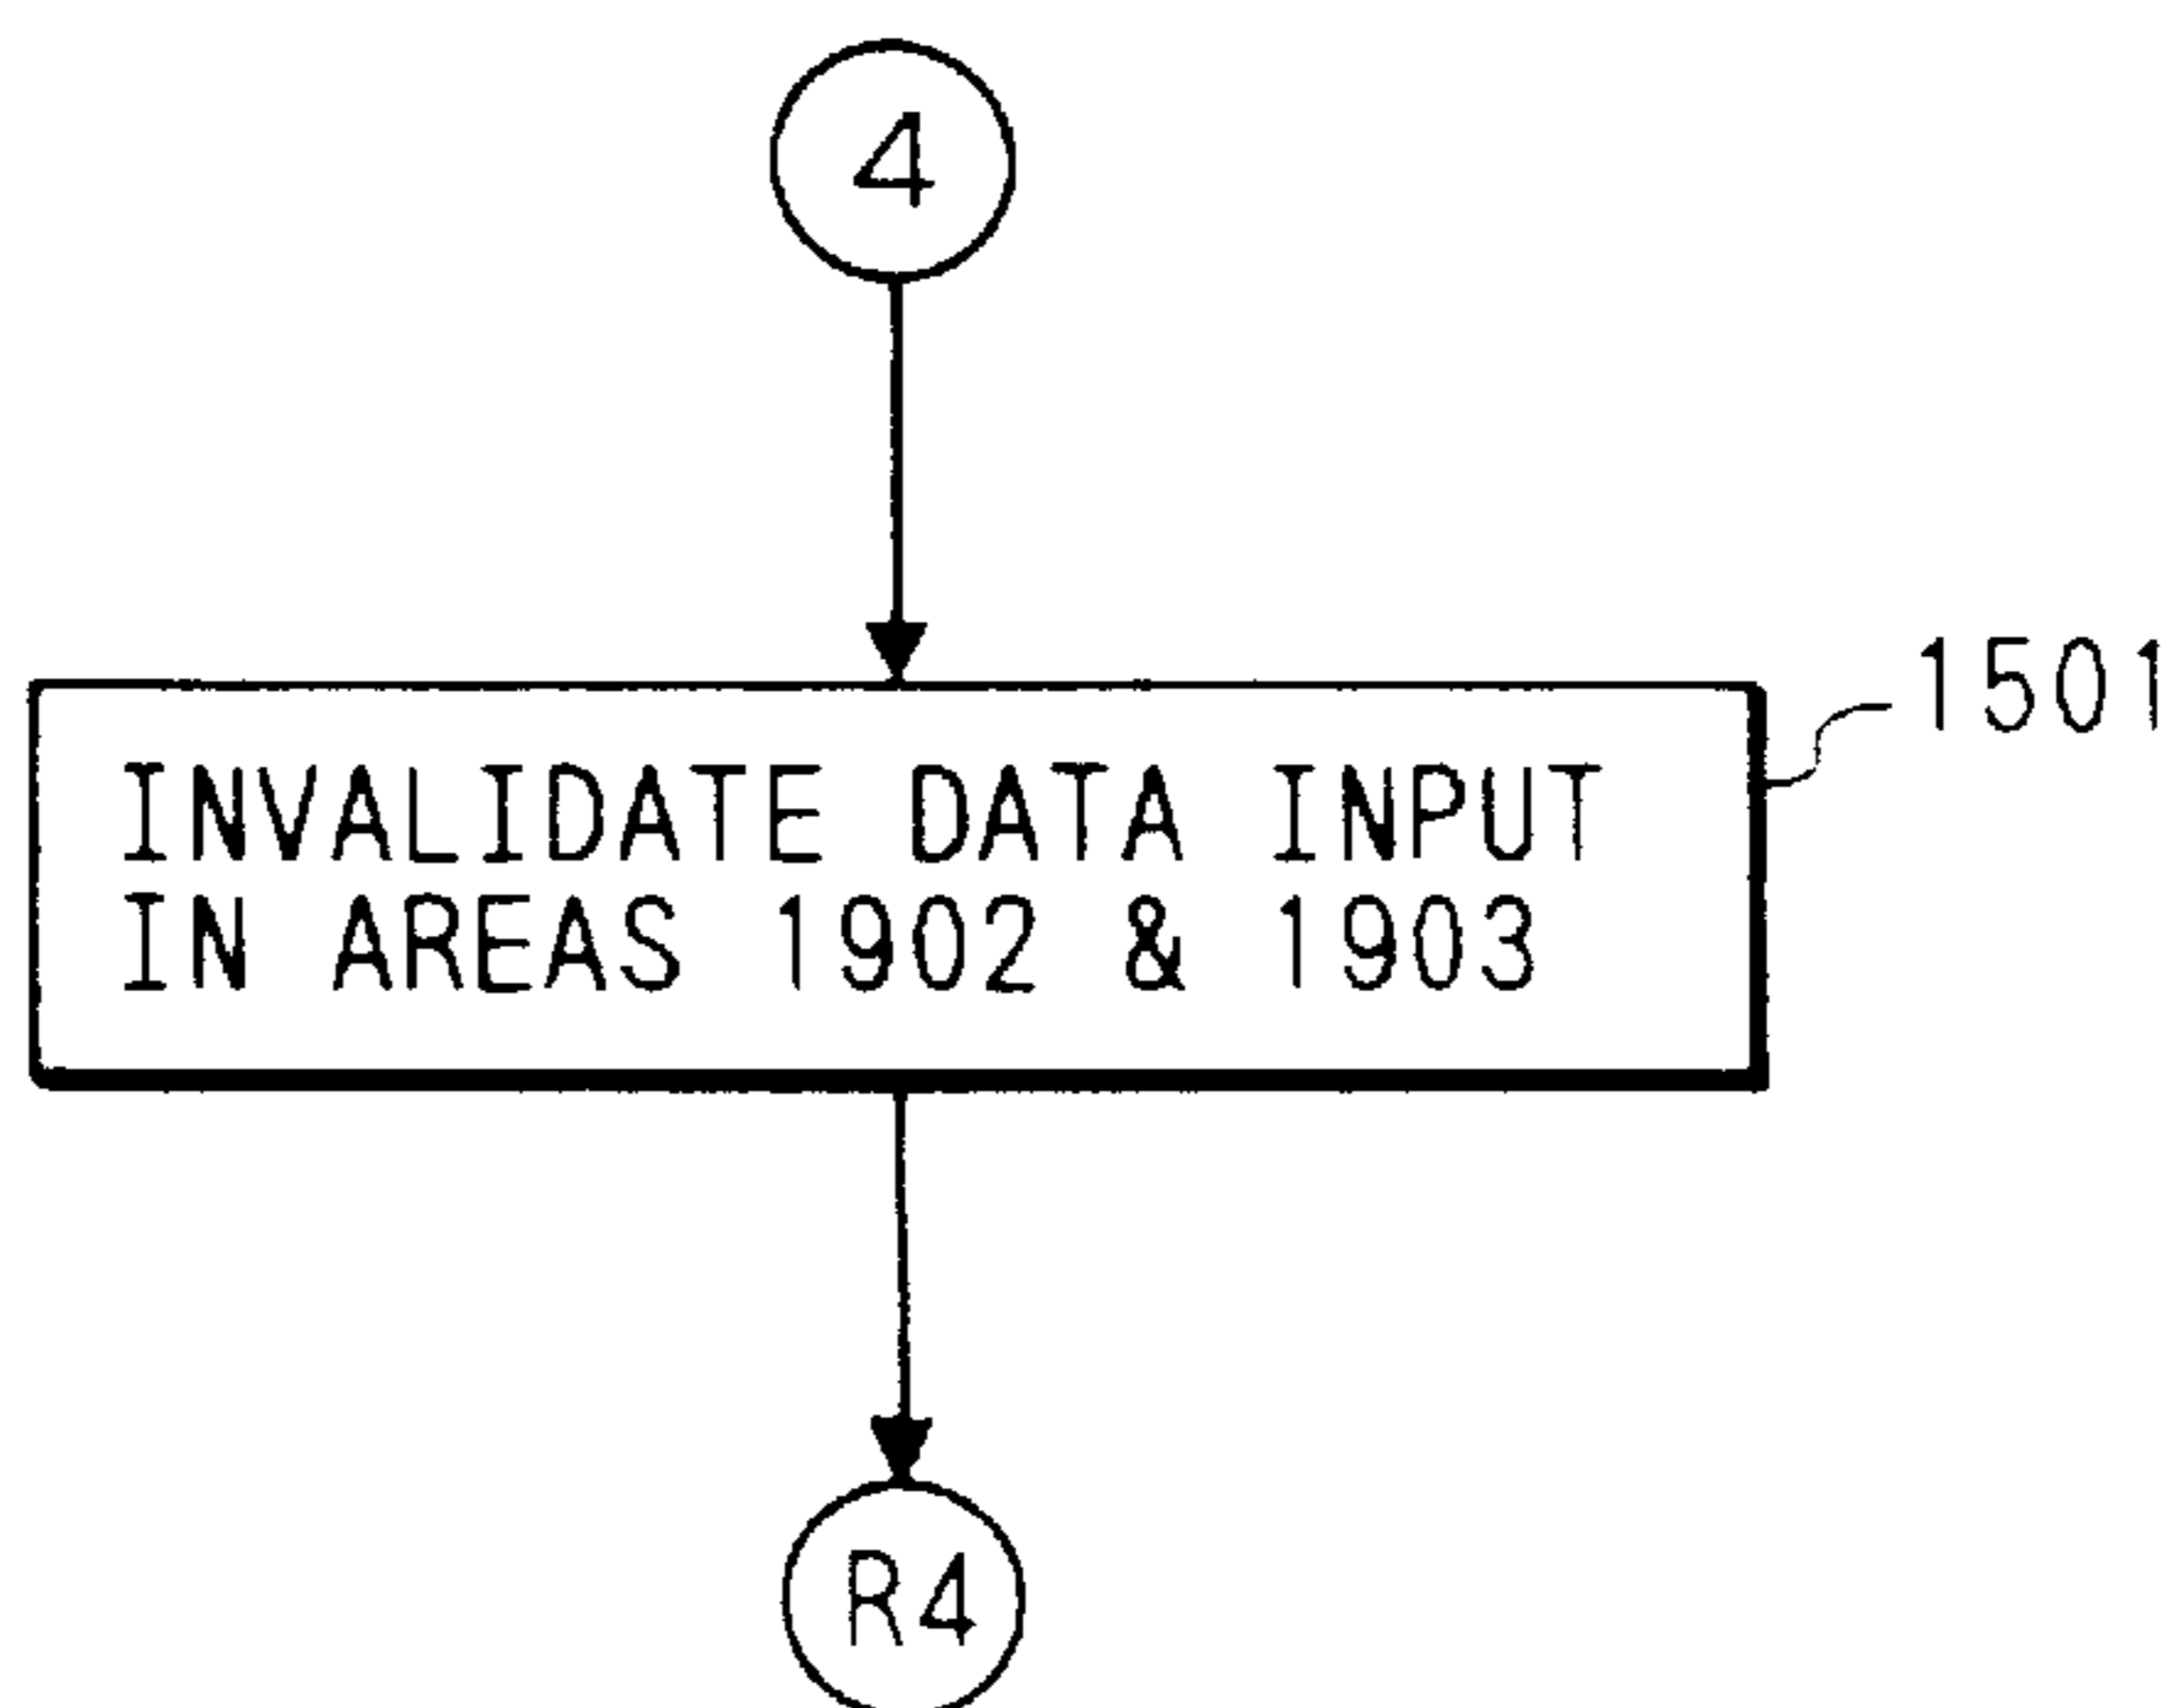 4
1501
INVALIDATE DATA INPUT
IN AREAS 1902 & 1903
R4